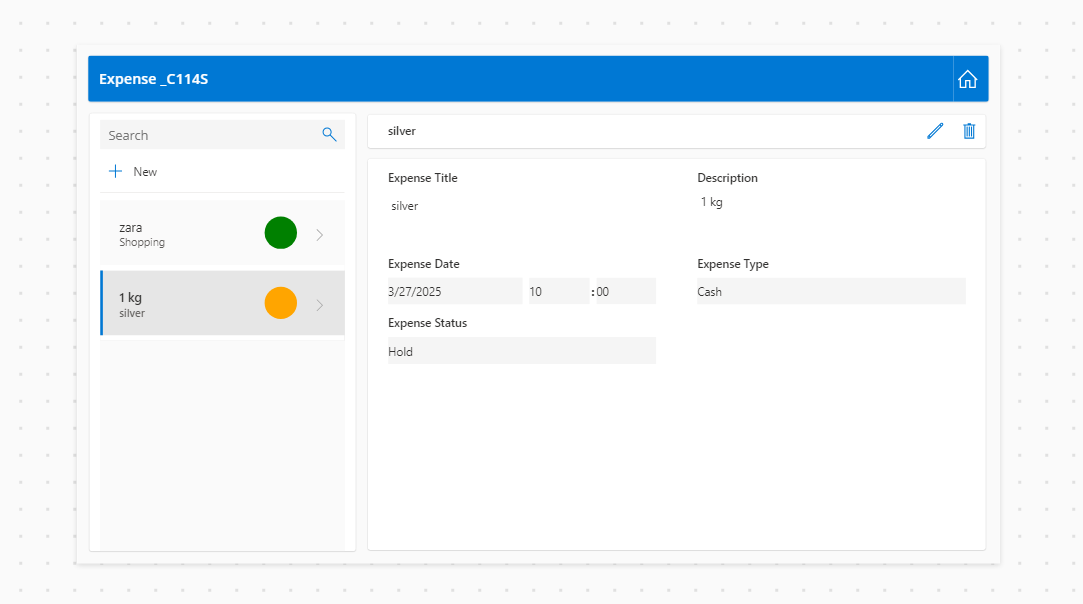 Expense _C114S
Search
New
zara
Shopping
1 kg
silver
silver
Expense Title
silver
Description
1 kg
Expense Date
3/27/2025 10 :00
Expense Type
Cash
Expense Status
Hold